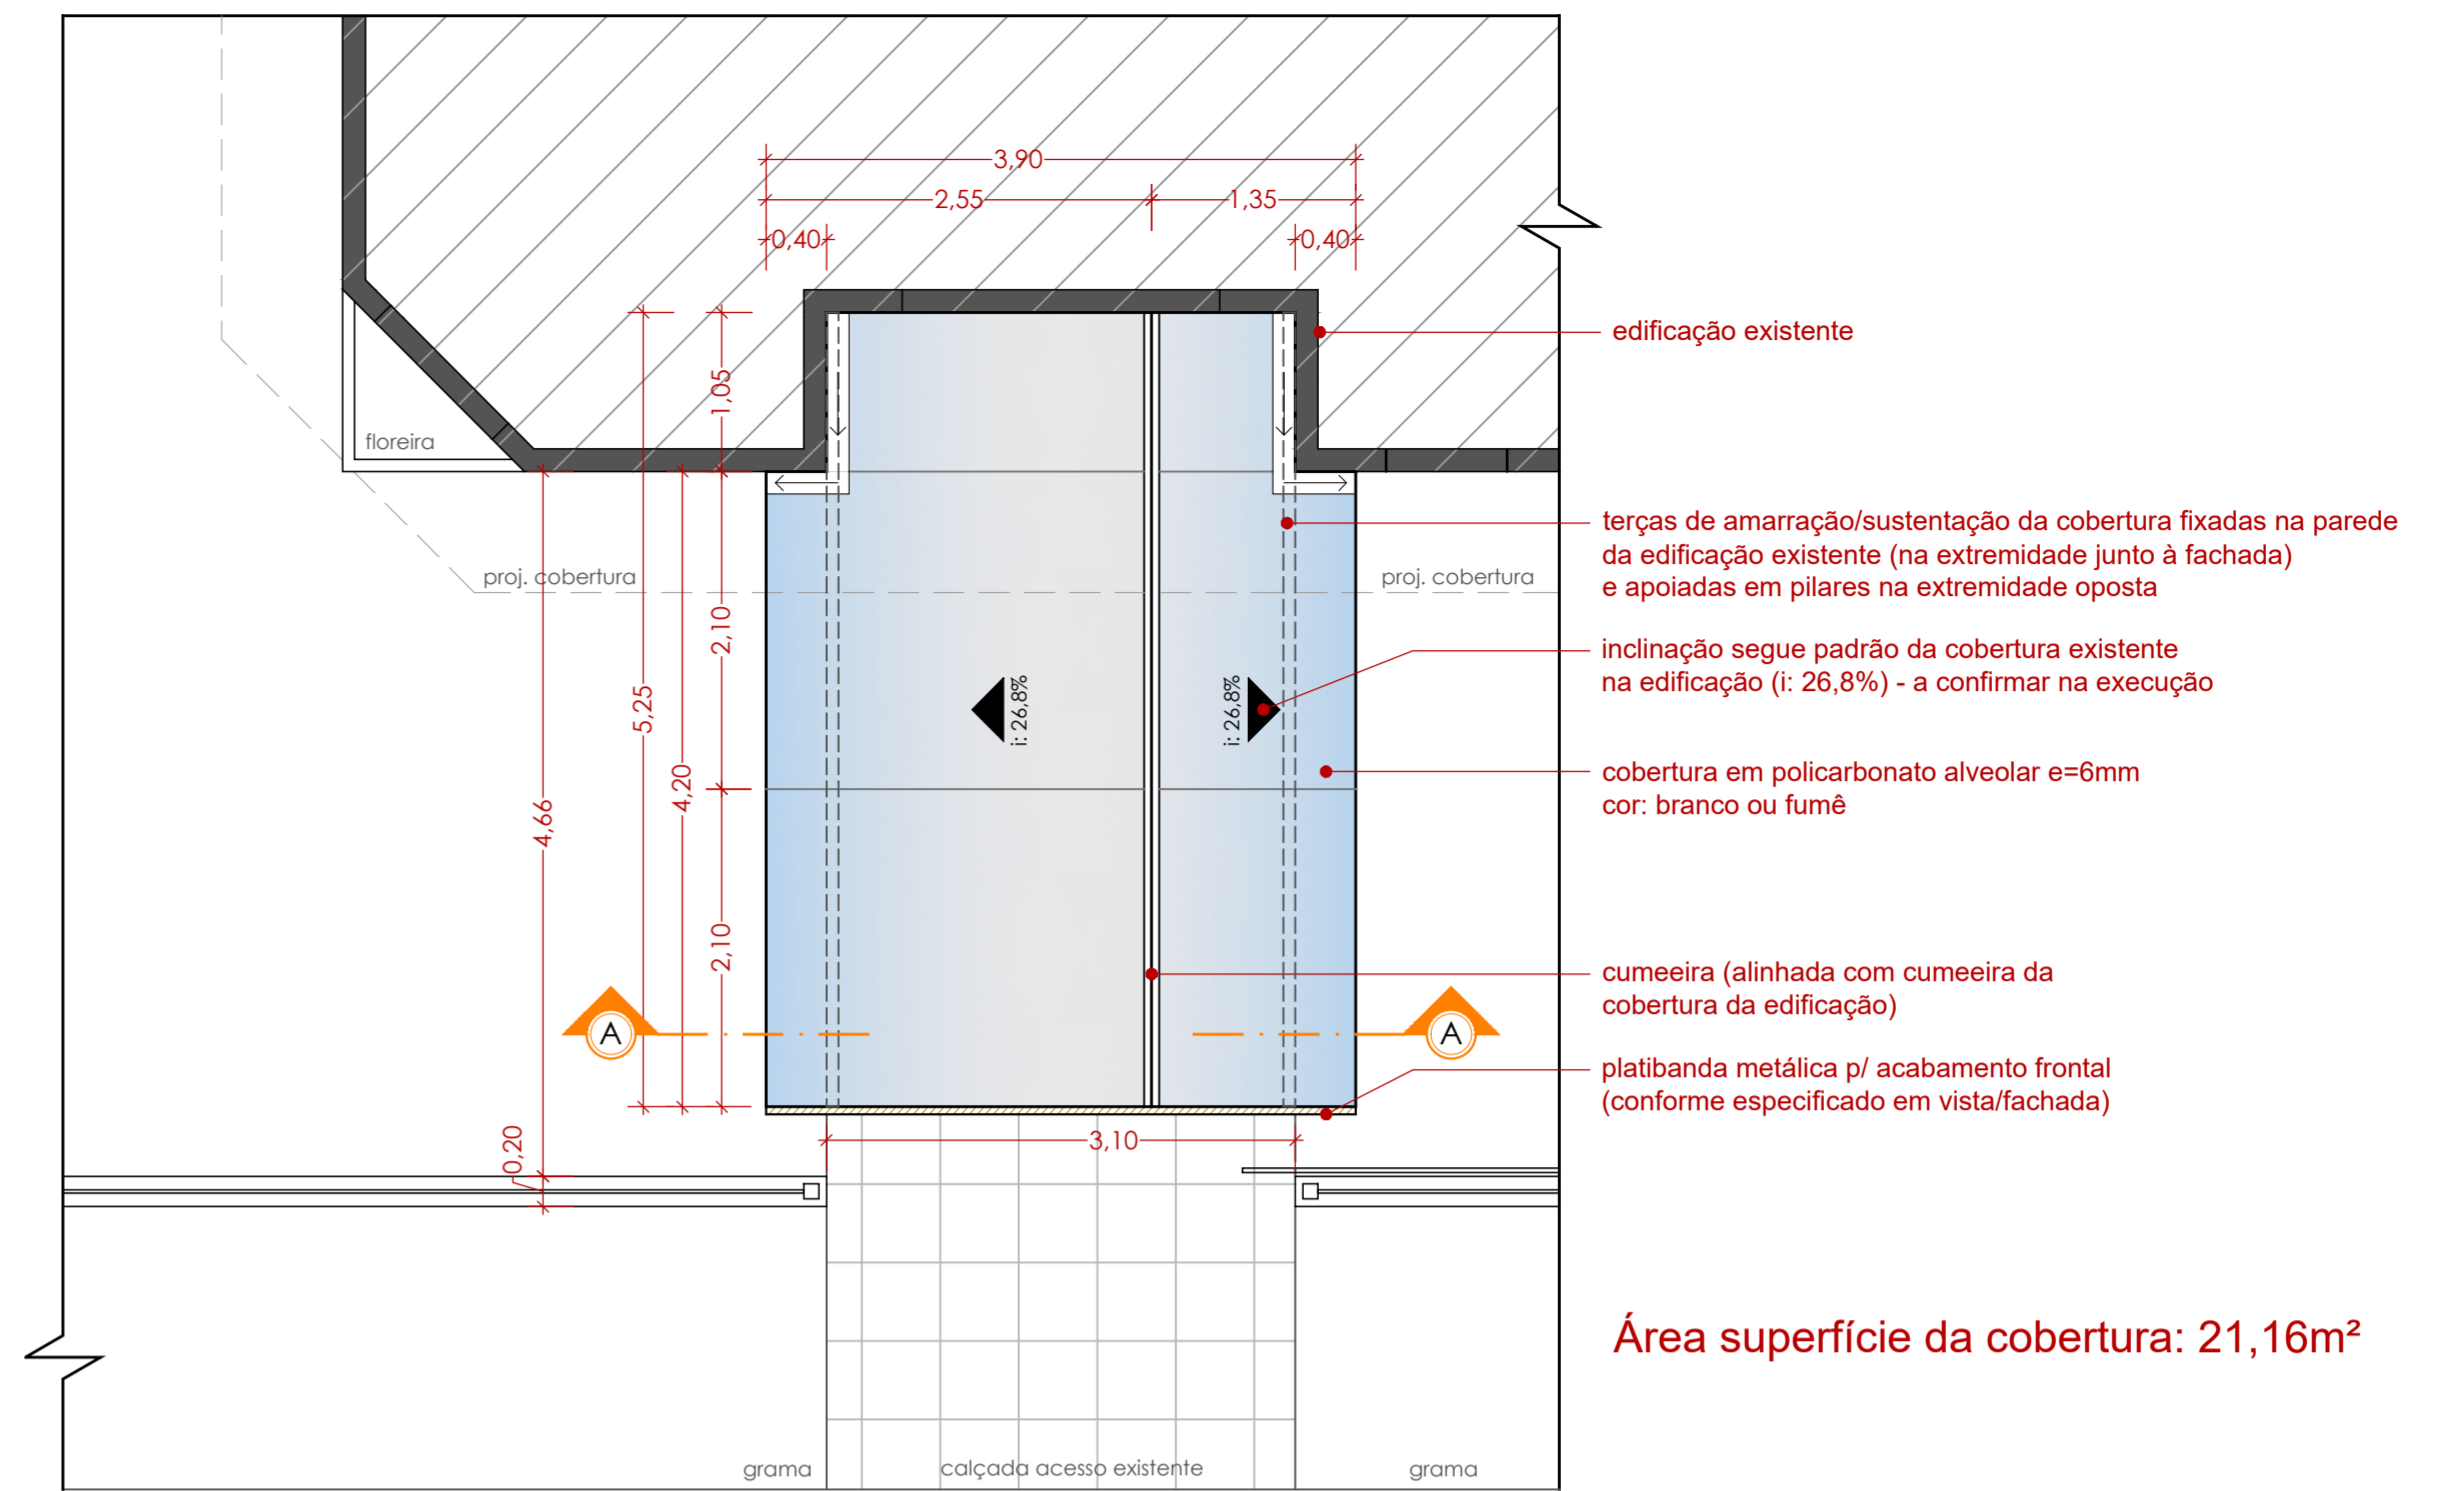 3,90
2,55
1,35
0,40
0,40
1,05
edificação existente
floreira
terças de amarração/sustentação da cobertura fixadas na parede
da edificação existente (na extremidade junto à fachada)
e apoiadas em pilares na extremidade oposta
proj. cobertura
proj. cobertura
2,10
inclinação segue padrão da cobertura existente
na edificação (i: 26,8%) - a confirmar na execução
5,25
i: 26,8%
i: 26,8%
4,20
4,66
cobertura em policarbonato alveolar e=6mm
cor: branco ou fumê
2,10
cumeeira (alinhada com cumeeira da
cobertura da edificação)
A
A
platibanda metálica p/ acabamento frontal
(conforme especificado em vista/fachada)
0,20
3,10
Área superfície da cobertura: 21,16m²
grama
calçada acesso existente
grama